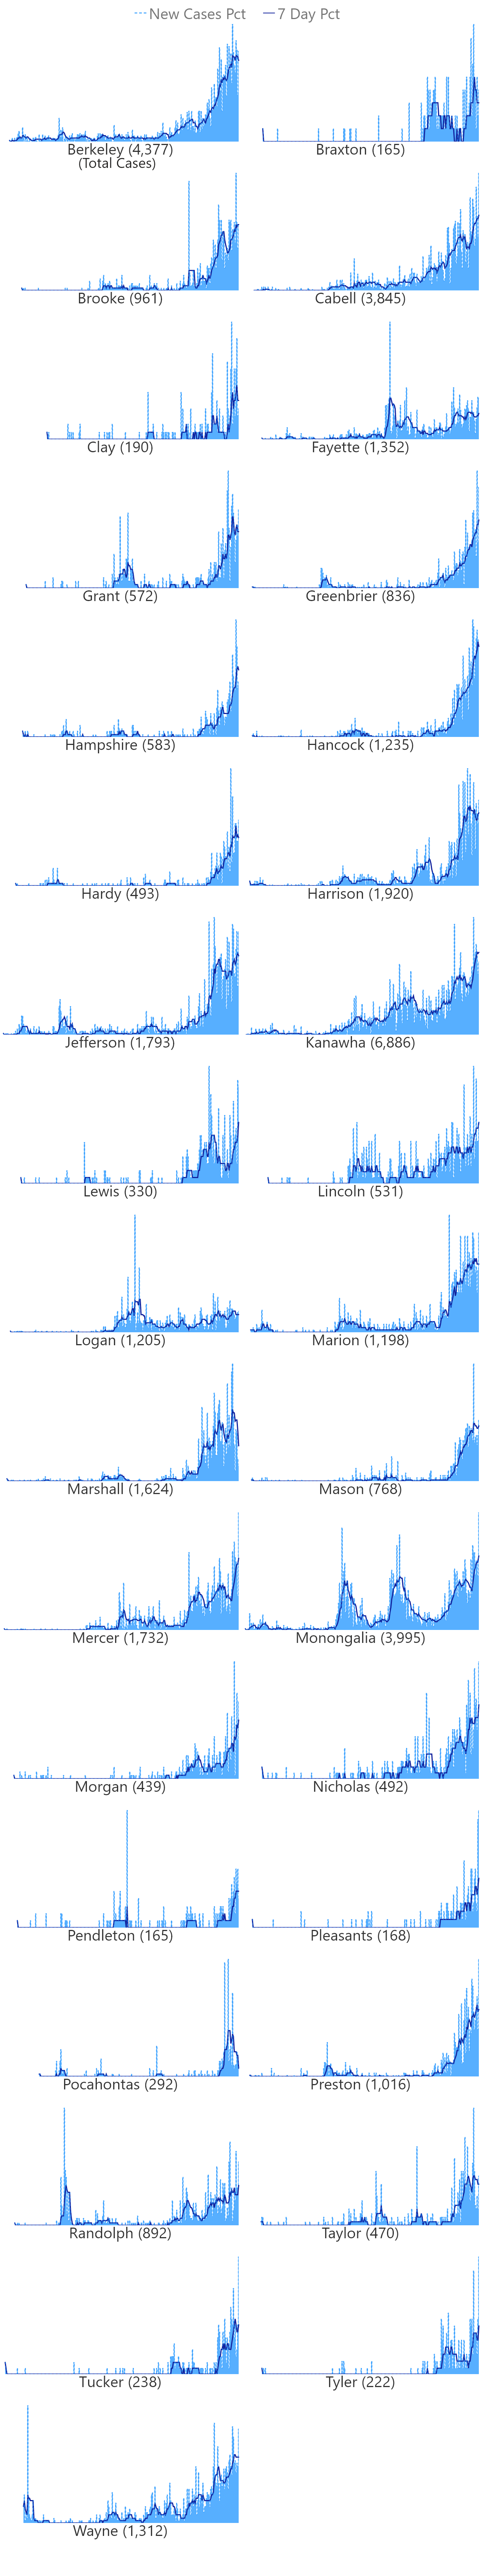 New Cases Pct 7 Day Pct
Berkeley (4,377) Braxton (165)
(Total Cases)
Brooke (961) Cabell (3,845)
Clay (190) Fayette (1,352)
Grant (572) Greenbrier (836)
Hampshire (583) Hancock (1,235)
Hardy (493) Harrison (1,920)
Jefferson (1,793) Kanawha (6,886)
Lewis (330) Lincoln (531)
Logan (1,205) Marion (1,198)
Marshall (1,624) Mason (768)
Mercer (1,732) Monongalia (3,995)
Morgan (439) Nicholas (492)
Pendleton (165) Pleasants (168)
Pocahontas (292) Preston (1,016)
Randolph (892) Taylor (470)
Tucker (238) Tyler (222)
Wayne (1,312)